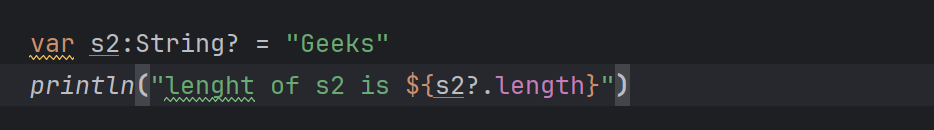 var s2:String? = "Geeks"
println("lenght of s2 is ${s2?.length}")